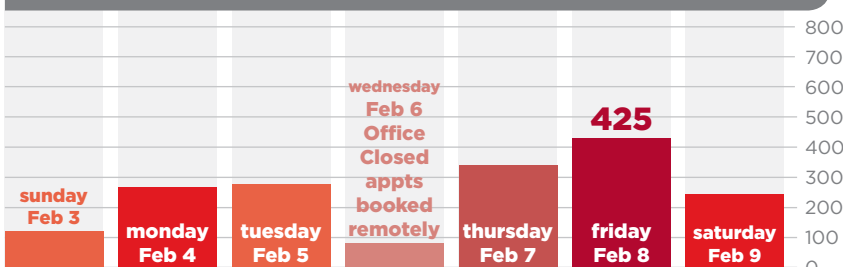 800
700
600
500
400
300
200
100
0
sunday
Feb 3
monday
Feb 4
tuesday
Feb 5
wednesday
Feb 6
Office
Closed
appts
booked
remotely
thursday
Feb 7
425
friday
Feb 8
saturday
Feb 9